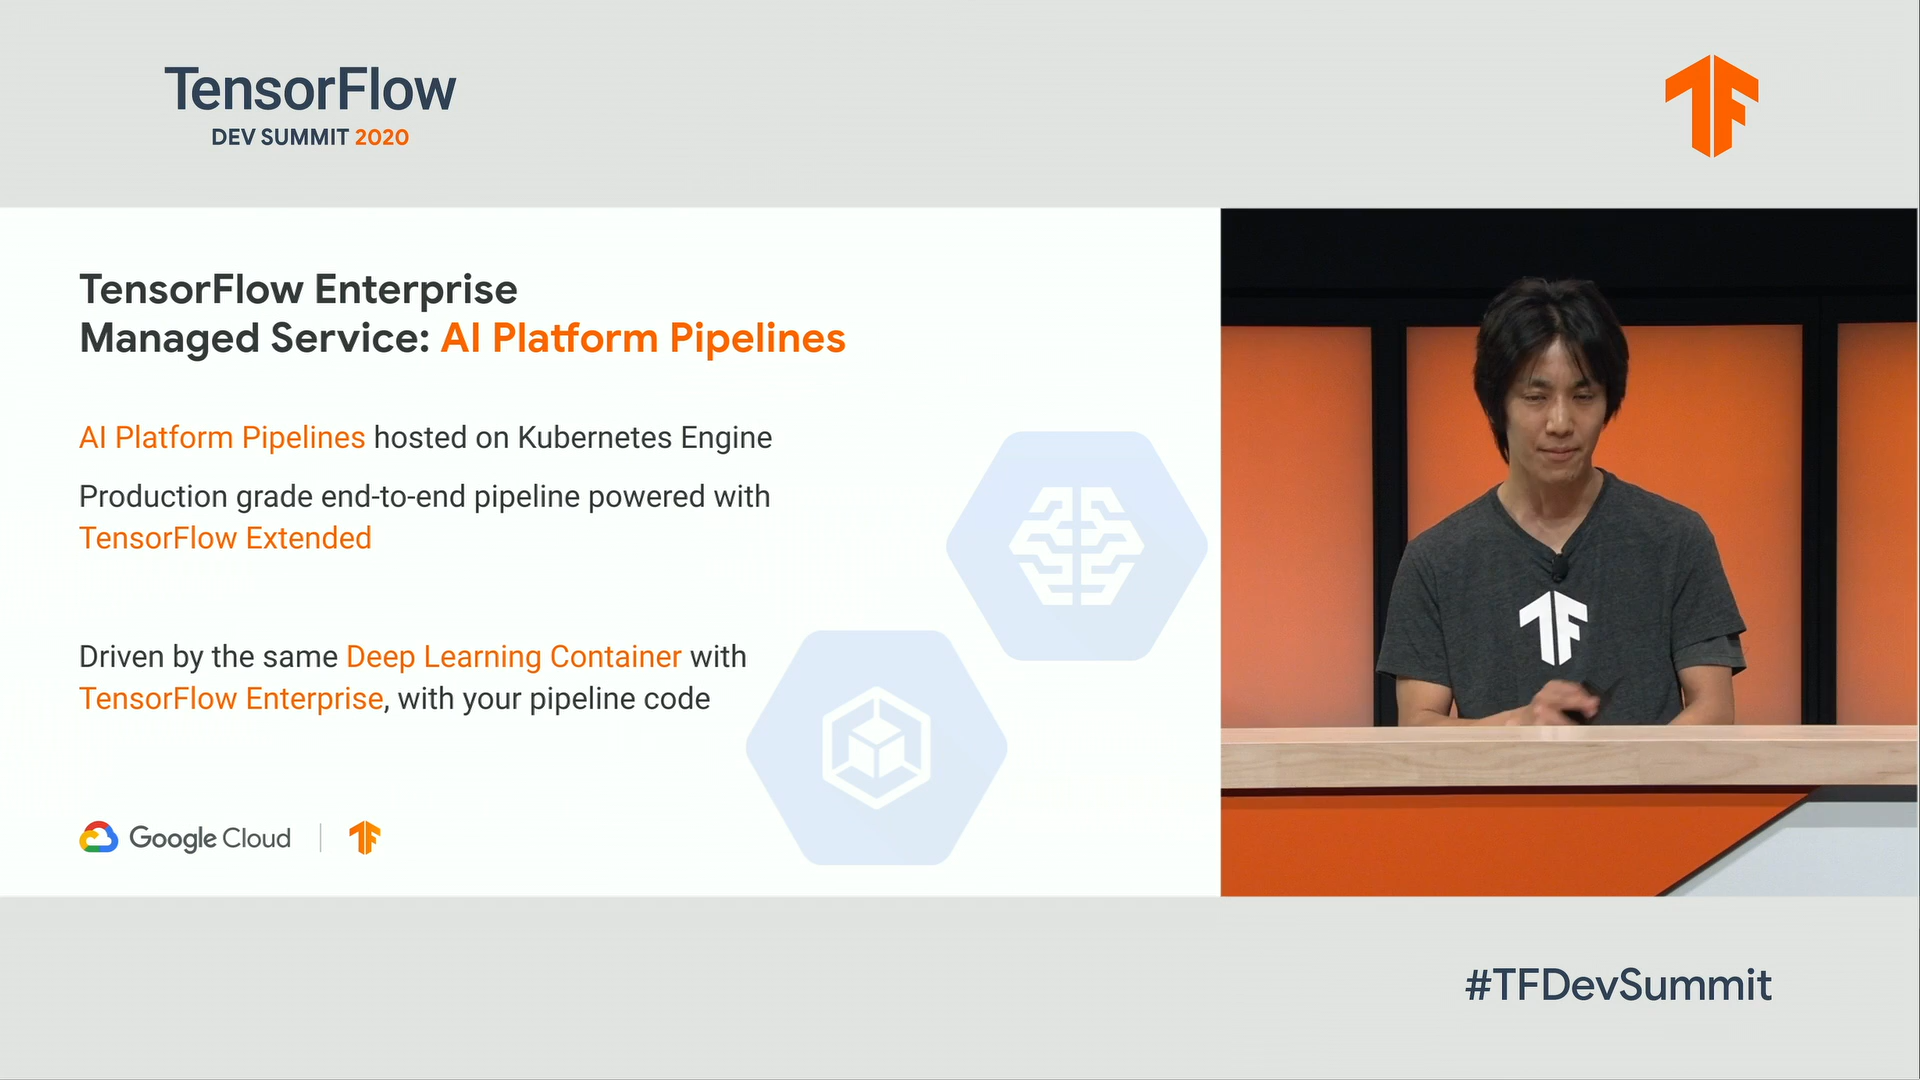 TensorFlow
DEV SUMMIT 2020
TensorFlow Enterprise
Managed Service: AI Platform Pipelines
AI Platform Pipelines hosted on Kubernetes Engine
Production grade end-to-end pipeline powered with
TensorFlow Extended
Driven by the same Deep Learning Container with
TensorFlow Enterprise, with your pipeline code
Google Cloud
#TFDevSummit